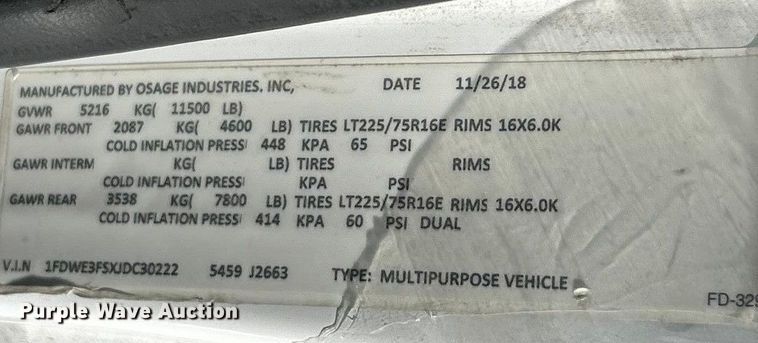 MANUFACTURED BY OSAGE INDUSTRIES, INC, DATE 11/26/18
GVWR 5216 KG( 11500 LB)
GAWR FRONT 2087 KG( 4600 LB) TIRES LT225/75R16E RIMS 16X6.0K
COLD INFLATION PRESS 448 KPA 65 PSI
GAWR INTERM KG( LB) TIRES RIMS
COLD INFLATION PRESS KPA PSI
GAWR REAR 3538 KG( 7800 LB) TIRES LT225/75R16E RIMS 16X6.0K
COLD INFLATION PRESS 414 KPA 60 PSI DUAL
V.I.N 1FDWE3FSXJDC30222 5459 J2663 TYPE: MULTIPURPOSE VEHICLE
FD-329
Purple Wave Auction